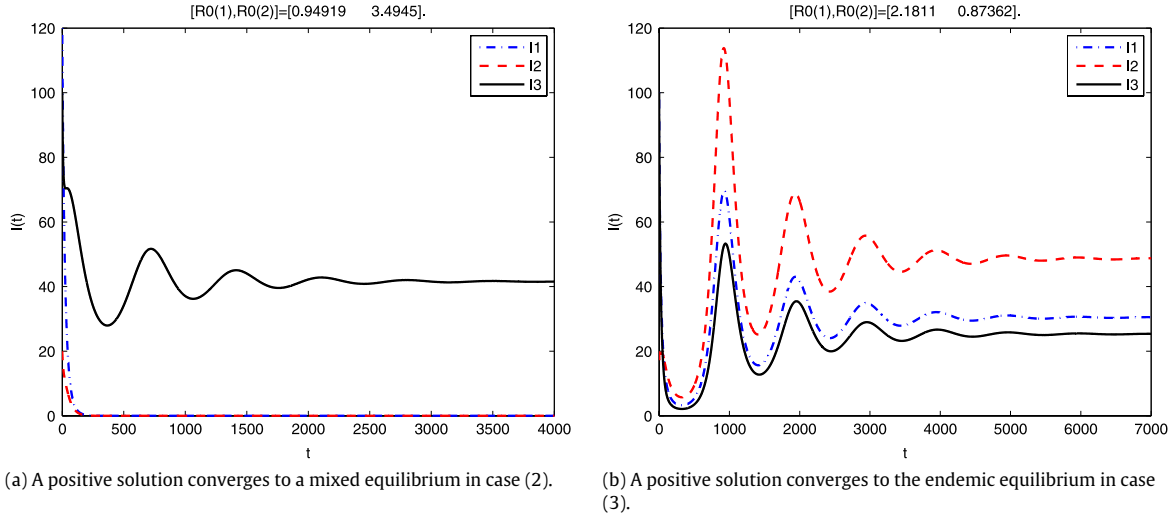 [R0(1),R0(2)]=[0.94919 3.4945].
120
100
80
60
40
20
0
I(t)
I1
I2
I3
0 500 1000 1500 2000 2500 3000 3500 4000
t
(a) A positive solution converges to a mixed equilibrium in case (2).
[R0(1),R0(2)]=[2.1811 0.87362].
120
100
80
60
40
20
0
I(t)
I1
I2
I3
0 1000 2000 3000 4000 5000 6000 7000
t
(b) A positive solution converges to the endemic equilibrium in case
(3).